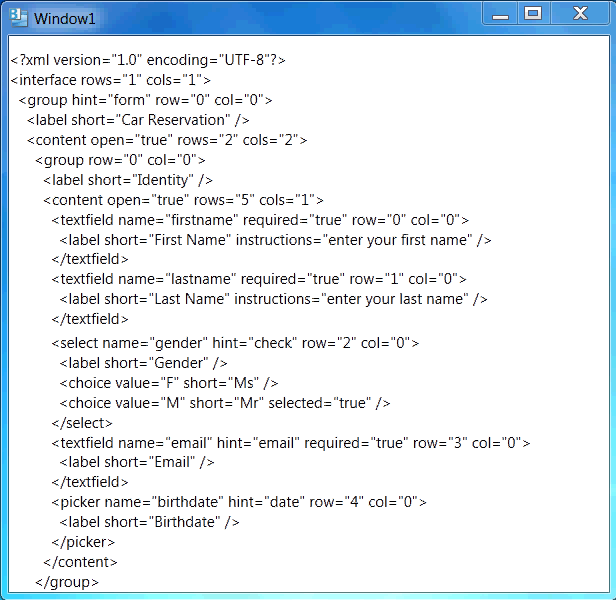 Window1
<?xml version="1.0" encoding="UTF-8"?>
<interface rows="1" cols="1">
<group hint="form" row="0" col="0">
<label short="Car Reservation" />
<content open="true" rows="2" cols="2">
<group row="0" col="0">
<label short="Identity" />
<content open="true" rows="5" cols="1">
<textfield name="firstname" required="true" row="0" col="0">
<label short="First Name" instructions="enter your first name" />
</textfield>
<textfield name="lastname" required="true" row="1" col="0">
<label short="Last Name" instructions="enter your last name" />
</textfield>
<select name="gender" hint="check" row="2" col="0">
<label short="Gender" />
<choice value="F" short="Ms" />
<choice value="M" short="Mr" selected="true" />
</select>
<textfield name="email" hint="email" required="true" row="3" col="0">
<label short="Email" />
</textfield>
<picker name="birthdate" hint="date" row="4" col="0">
<label short="Birthdate" />
</picker>
</content>
</group>